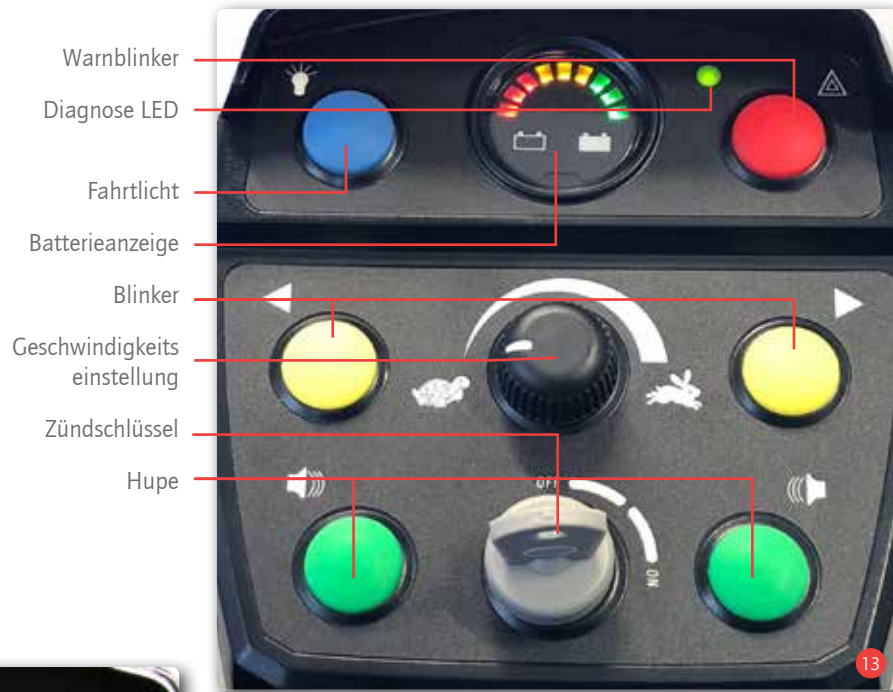 Warnblinker
Diagnose LED
Fahrtlicht
Batterieanzeige
Blinker
Geschwindigkeits
einstellung
Zündschlüssel
Hupe
OFF
ON
13